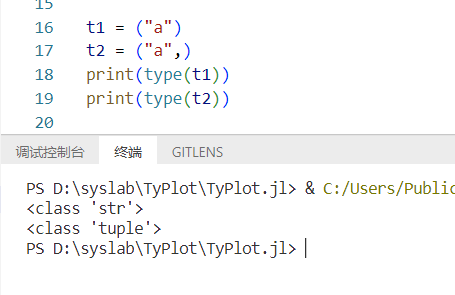 15
16 t1 = ("a")
17 t2 = ("a",)
18 print(type(t1))
19 print(type(t2))
20
调试控制台 终端 GITLENS
PS D:\syslab\TyPlot\TyPlot.jl> & C:/Users/Public
<class 'str'>
<class 'tuple'>
PS D:\syslab\TyPlot\TyPlot.jl>